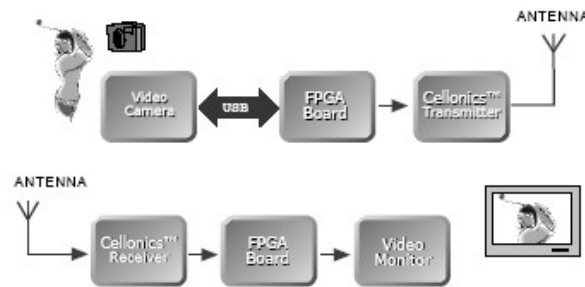 ANTENNA
Video
Camera
USB
FPGA
Board
Cellonics™
Transmitter
ANTENNA
Cellonics™
Receiver
FPGA
Board
Video
Monitor